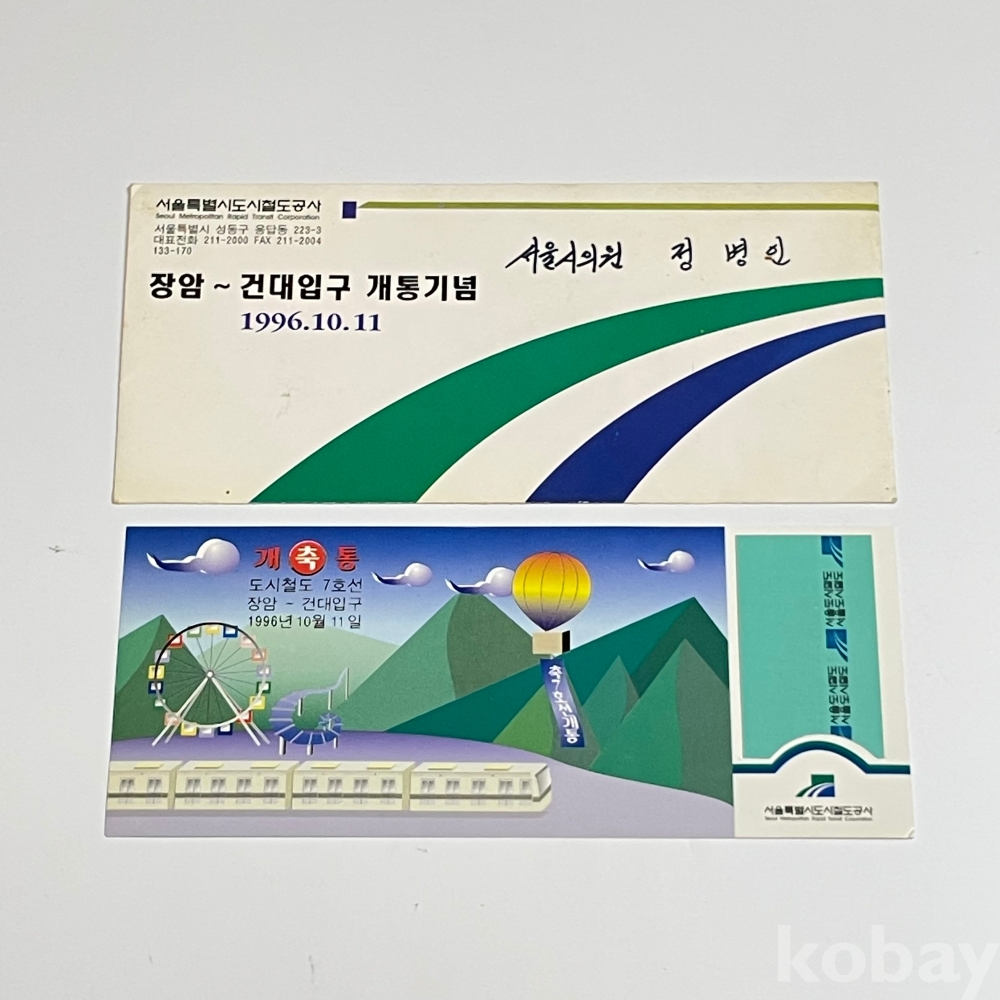 서울특별시도시철도공사
Seoul Metropolitan Rapid Transit Corporation
서울특별시 성동구 용답동 223-3
대표전화 211-2000 FAX 211-2004
133-170
서울시의원 정병인
장암 ~ 건대입구 개통기념
1996.10.11
개 축 통
도시철도 7호선
장암 ~ 건대입구
1996년 10월 11일
축7호선개통
서울특별시도시철도공사
Seoul Metropolitan Rapid Transit Corporation
kobay